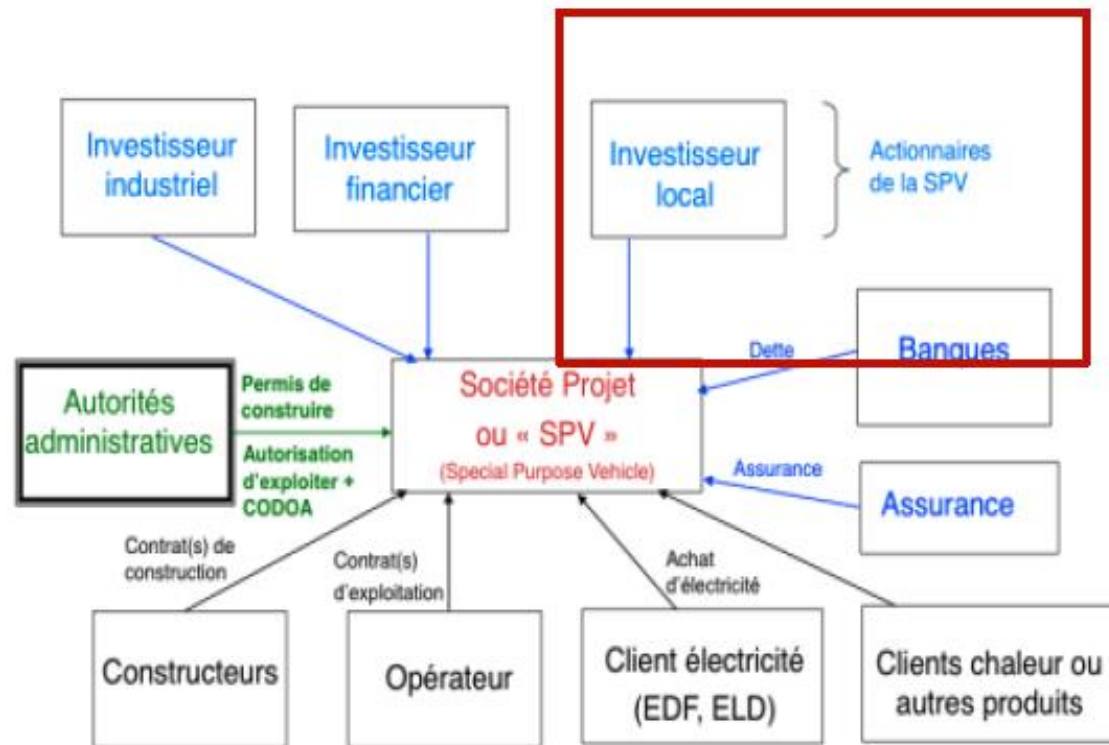 Investisseur
industriel
Investisseur
financier
Investisseur
local
Actionnaires
de la SPV
Autorités
administratives
Permis de
construire
Autorisation
d'exploiter +
CODOA
Société Projet
ou « SPV »
(Special Purpose Vehicle)
Dette
Banques
Assurance
Assurance
Contrat(s) de
construction
Contrat(s)
d'exploitation
Achat
d'électricité
Constructeurs
Opérateur
Client électricité
(EDF, ELD)
Clients chaleur ou
autres produits